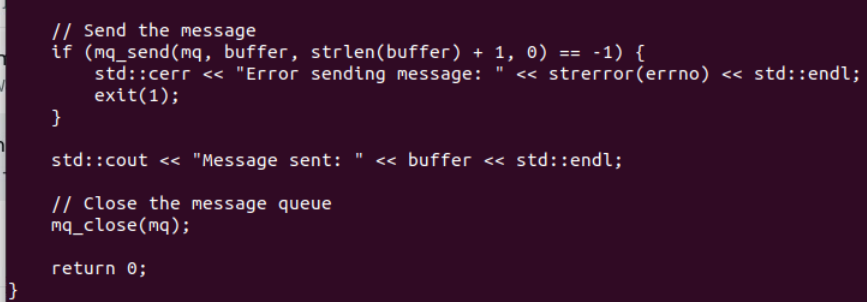 // Send the message
if (mq_send(mq, buffer, strlen(buffer) + 1, 0) == -1) {
    std::cerr << "Error sending message: " << strerror(errno) << std::endl;
    exit(1);
}
std::cout << "Message sent: " << buffer << std::endl;
// Close the message queue
mq_close(mq);
return 0;
}